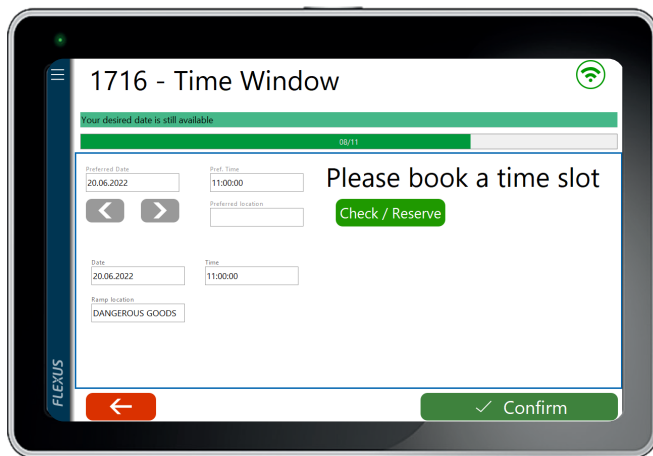 1716 - Time Window
Your desired date is still available
08/11
Preferred Date
Pref. Time
20.06.2022
11:00:00
Please book a time slot
Preferred location
Check / Reserve
Date
Time
20.06.2022
11:00:00
Ramp location
DANGEROUS GOODS
FLEXUS
Confirm